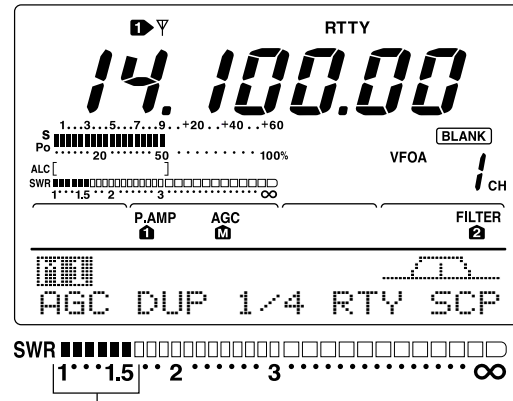 1 RTTY
14.100.00
1...3...5...7...9..+20..+40..+60
S
Po
20 50 100%
BLANK
VFOA
1 CH
ALC
SWR
1•••1.5••2••••••3••••••••••••∞
P.AMP AGC FILTER
1 M 2
M1
AGC DUP 1/4 RTY SCP
SWR
1•••1.5••2••••••3••••••••••••∞